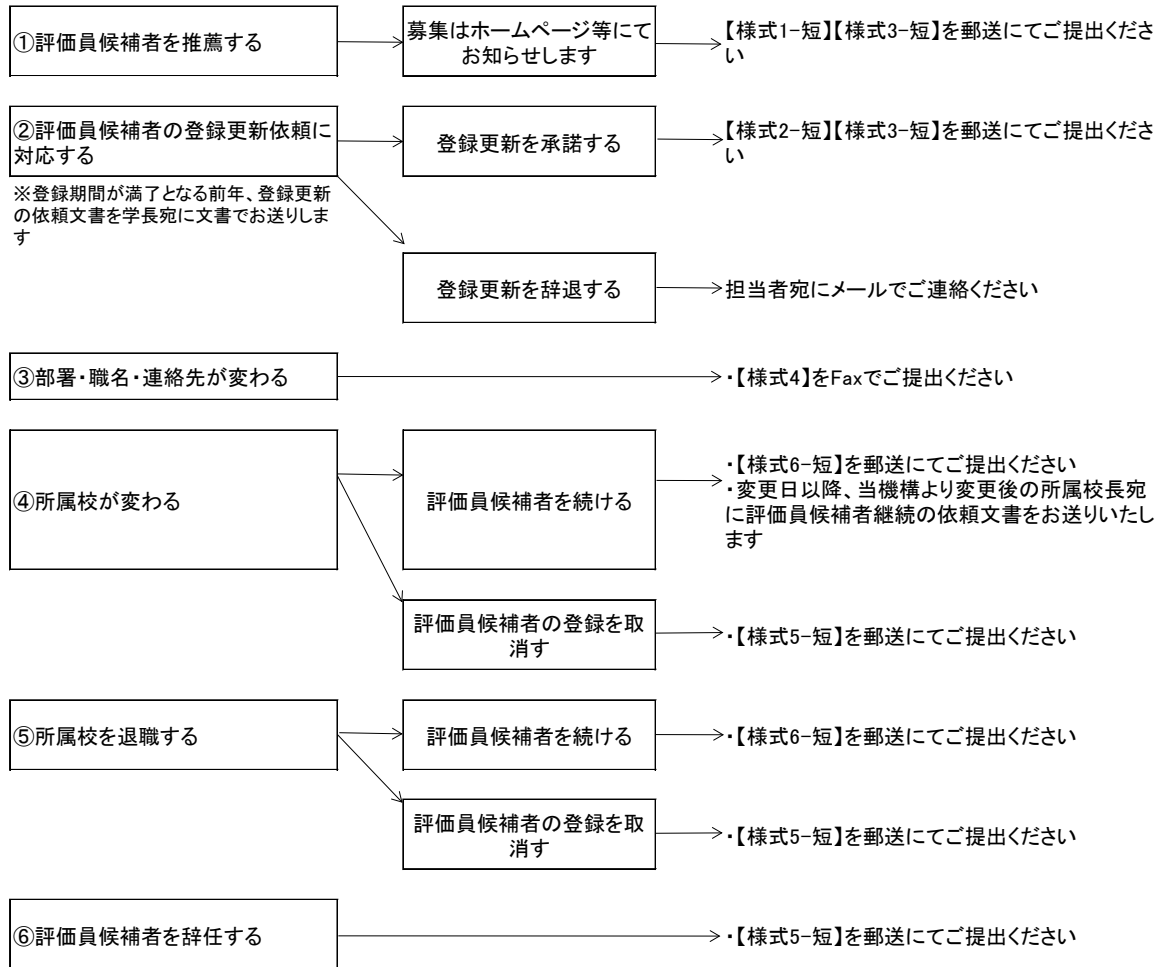 ①評価員候補者を推薦する
募集はホームページ等にて
お知らせします
【様式1-短】【様式3-短】を郵送にてご提出くださ
い
②評価員候補者の登録更新依頼に
対応する
※登録期間が満了となる前年、登録更新
の依頼文書を学長宛に文書でお送りしま
す
登録更新を承諾する
【様式2-短】【様式3-短】を郵送にてご提出くださ
い
登録更新を辞退する
担当者宛にメールでご連絡ください
③部署・職名・連絡先が変わる
・【様式4】をFaxでご提出ください
④所属校が変わる
評価員候補者を続ける
・【様式6-短】を郵送にてご提出ください
・変更日以降、当機構より変更後の所属校長宛
に評価員候補者継続の依頼文書をお送りいたし
ます
評価員候補者の登録を取
消す
・【様式5-短】を郵送にてご提出ください
⑤所属校を退職する
評価員候補者を続ける
・【様式6-短】を郵送にてご提出ください
評価員候補者の登録を取
消す
・【様式5-短】を郵送にてご提出ください
⑥評価員候補者を辞任する
・【様式5-短】を郵送にてご提出ください